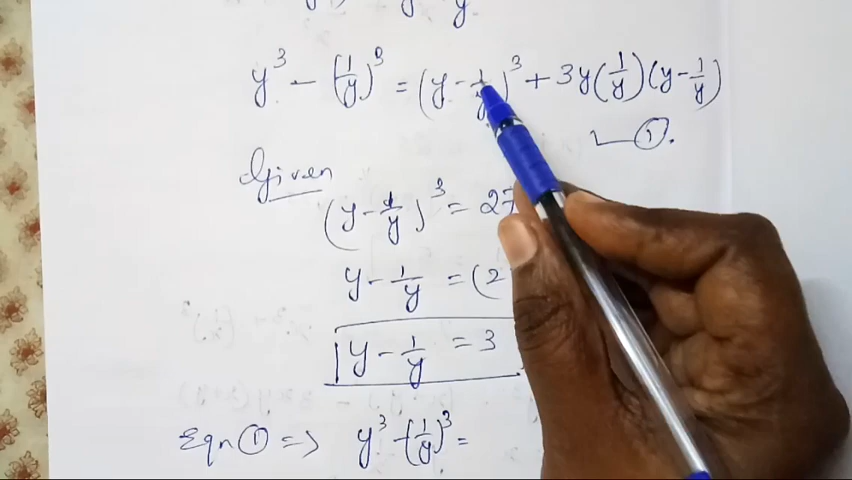 y³ - (1/y)³ = (y - 1/y)³ + 3y(1/y)(y - 1/y)
①.
Given
(y - 1/y)³ = 27
y - 1/y = (2
y - 1/y = 3
Eqn ① => y³ - (1/y)³ =